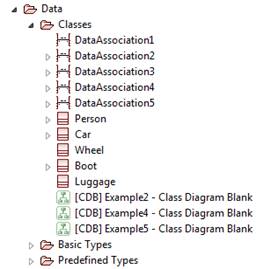 Data
Classes
DataAssociation1
DataAssociation2
DataAssociation3
DataAssociation4
DataAssociation5
Person
Car
Wheel
Boot
Luggage
[CDB] Example2 - Class Diagram Blank
[CDB] Example4 - Class Diagram Blank
[CDB] Example5 - Class Diagram Blank
Basic Types
Predefined Types